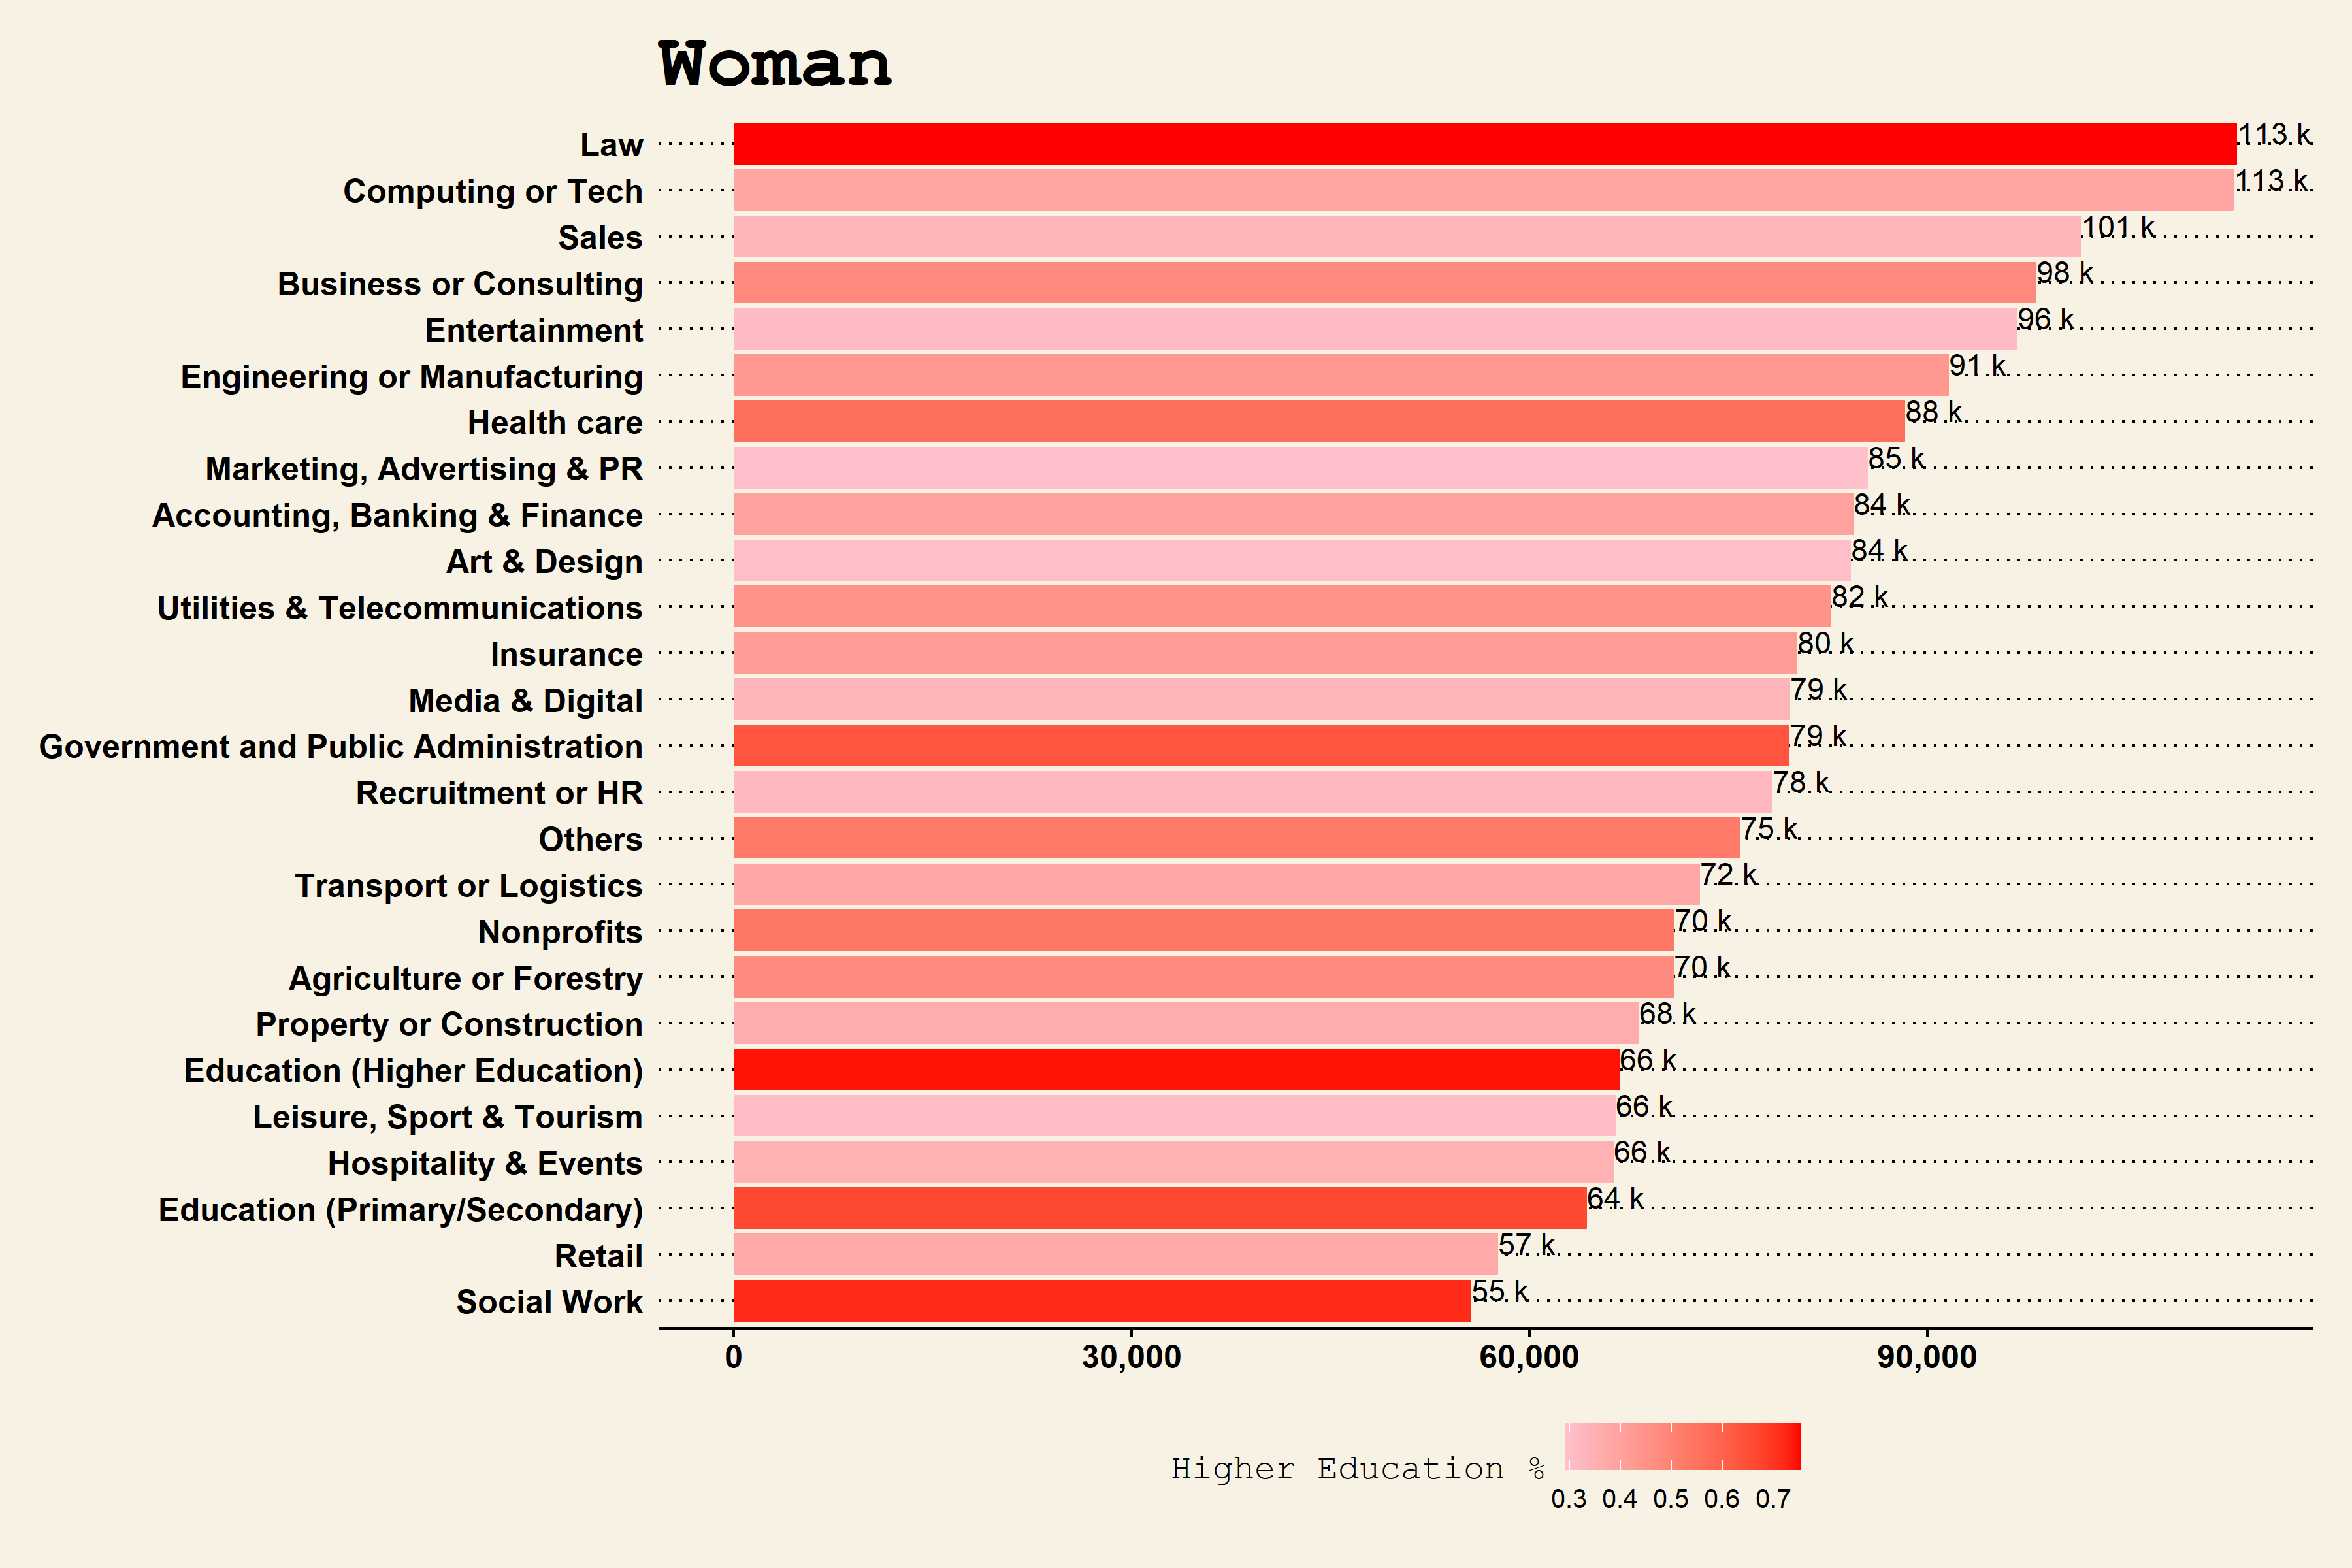 Woman
Law 113 k
Computing or Tech 113 k
Sales 101 k
Business or Consulting 98 k
Entertainment 96 k
Engineering or Manufacturing 91 k
Health care 88 k
Marketing, Advertising & PR 85 k
Accounting, Banking & Finance 84 k
Art & Design 84 k
Utilities & Telecommunications 82 k
Insurance 80 k
Media & Digital 79 k
Government and Public Administration 79 k
Recruitment or HR 78 k
Others 75 k
Transport or Logistics 72 k
Nonprofits 70 k
Agriculture or Forestry 70 k
Property or Construction 68 k
Education (Higher Education) 66 k
Leisure, Sport & Tourism 66 k
Hospitality & Events 66 k
Education (Primary/Secondary) 64 k
Retail 57 k
Social Work 55 k
0 30,000 60,000 90,000
Higher Education %
0.3 0.4 0.5 0.6 0.7